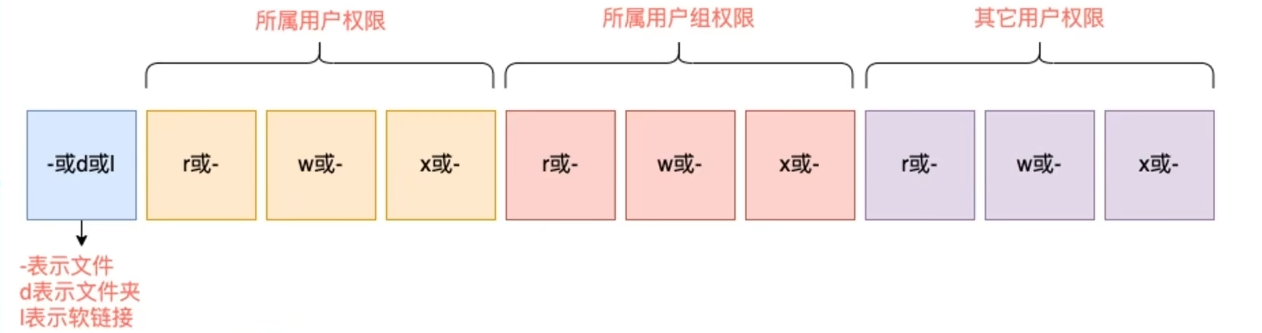 所属用户权限
所属用户组权限
其它用户权限
-或d或l
r或-
w或-
x或-
r或-
w或-
x或-
r或-
w或-
x或-
-表示文件
d表示文件夹
l表示软链接